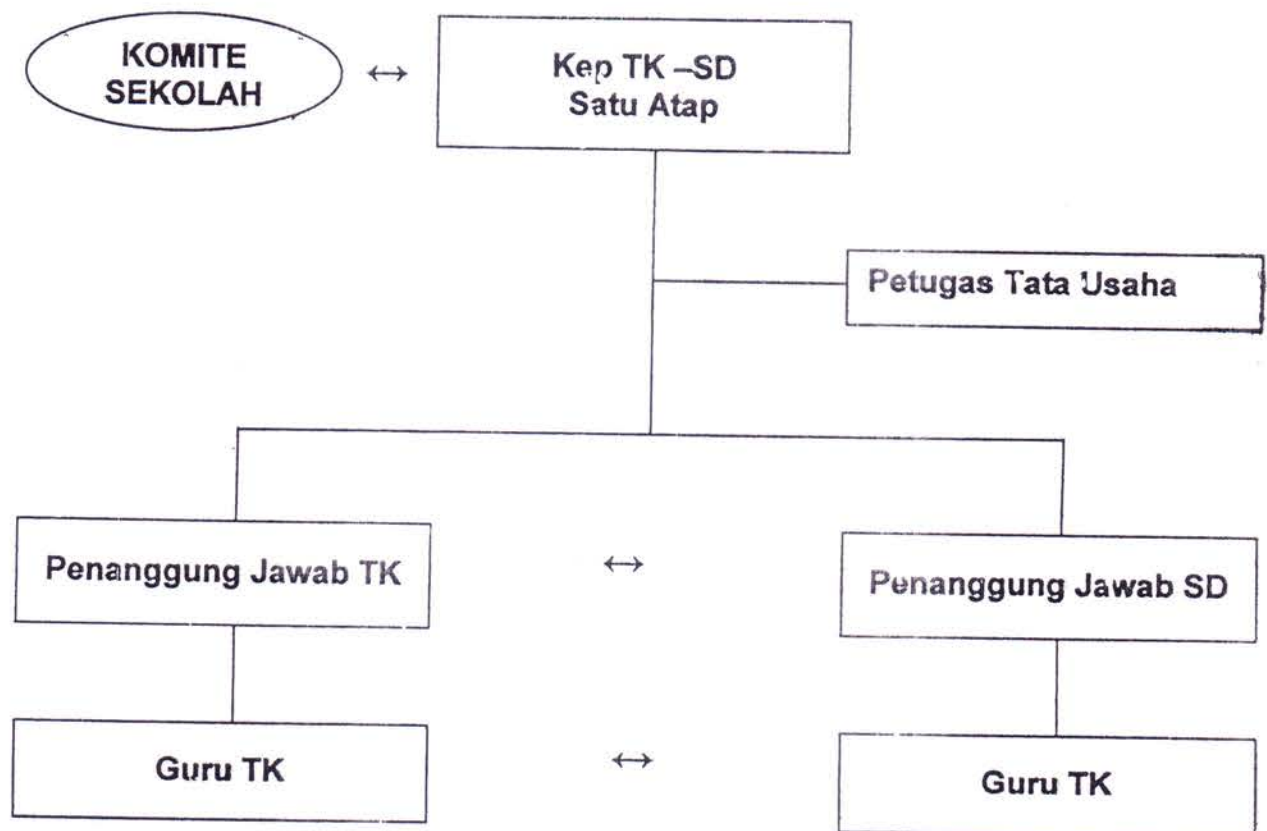 KOMITE
SEKOLAH
↔
Kep TK –SD
Satu Atap
Petugas Tata Usaha
Penanggung Jawab TK
↔
Penanggung Jawab SD
Guru TK
↔
Guru TK